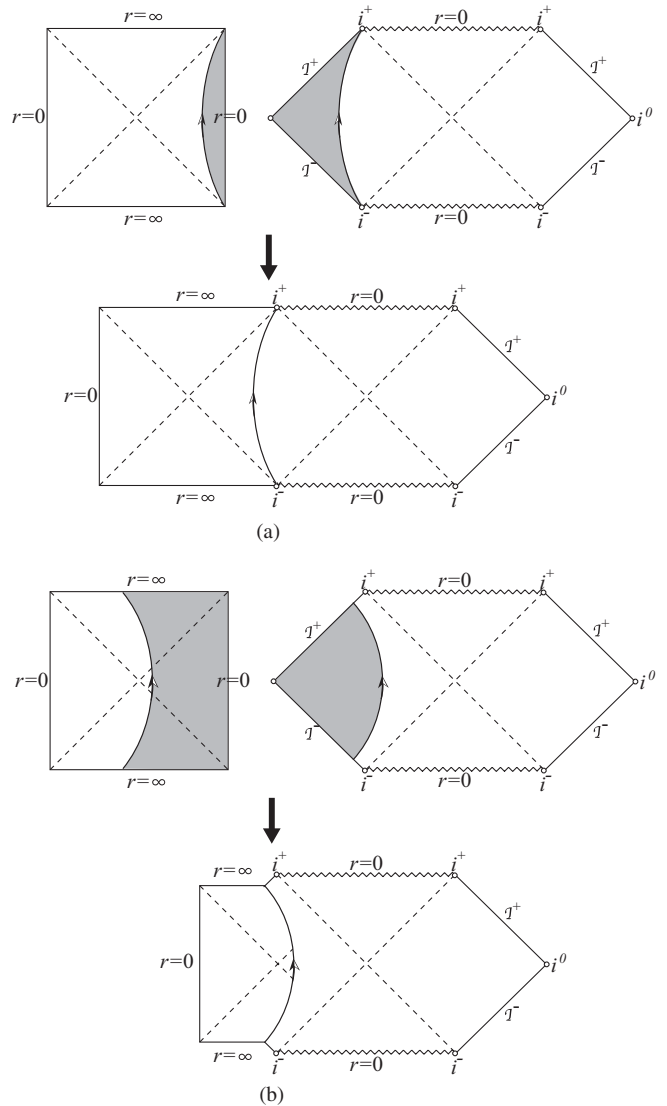 r=∞ i⁺ r=0 i⁺
ℐ⁺ ℐ⁺
r=0 r=0 i⁰
ℐ⁻ ℐ⁻
r=∞ i⁻ r=0 i⁻
r=∞ i⁺ r=0 i⁺
ℐ⁺
r=0 i⁰
ℐ⁻
r=∞ i⁻ r=0 i⁻
(a)
r=∞ i⁺ r=0 i⁺
ℐ⁺ ℐ⁺
r=0 r=0 i⁰
ℐ⁻ ℐ⁻
r=∞ i⁻ r=0 i⁻
r=∞ i⁺ r=0 i⁺
ℐ⁺
r=0 i⁰
ℐ⁻
r=∞ i⁻ r=0 i⁻
(b)